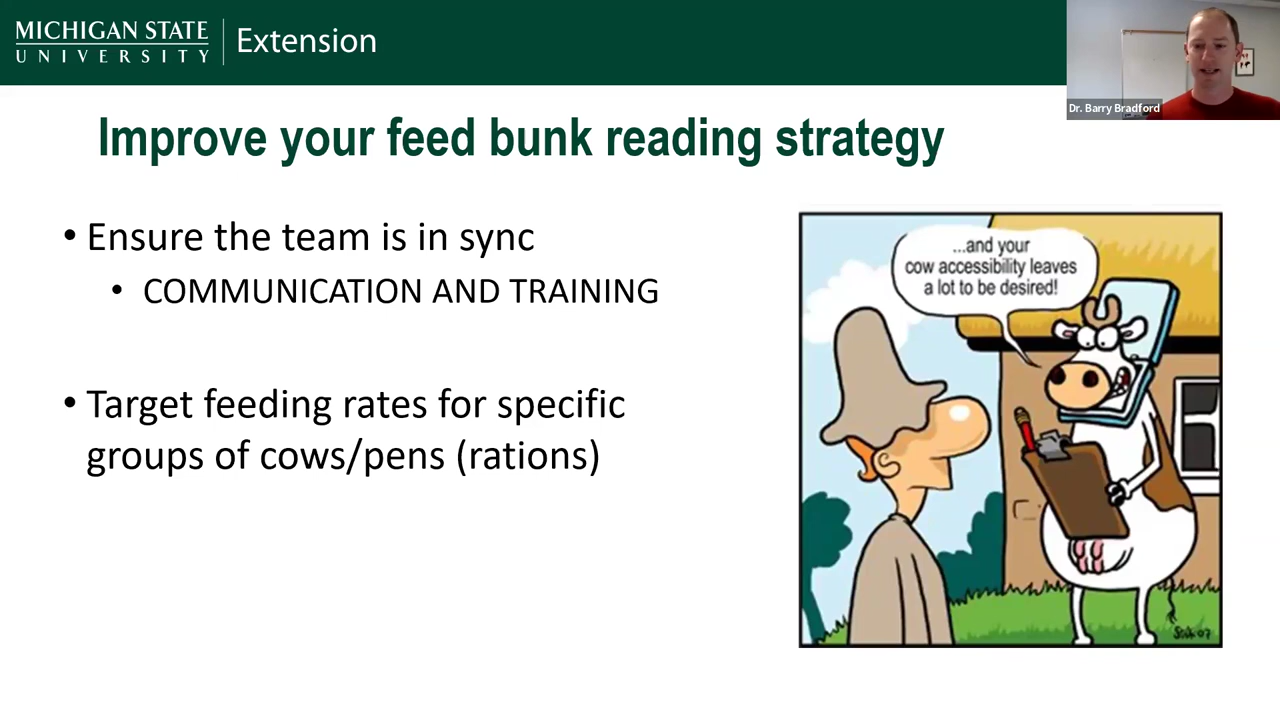 MICHIGAN STATE
UNIVERSITY
Extension
Dr. Barry Bradford
Improve your feed bunk reading strategy
• Ensure the team is in sync
• COMMUNICATION AND TRAINING
• Target feeding rates for specific
groups of cows/pens (rations)
...and your
cow accessibility leaves
a lot to be desired!